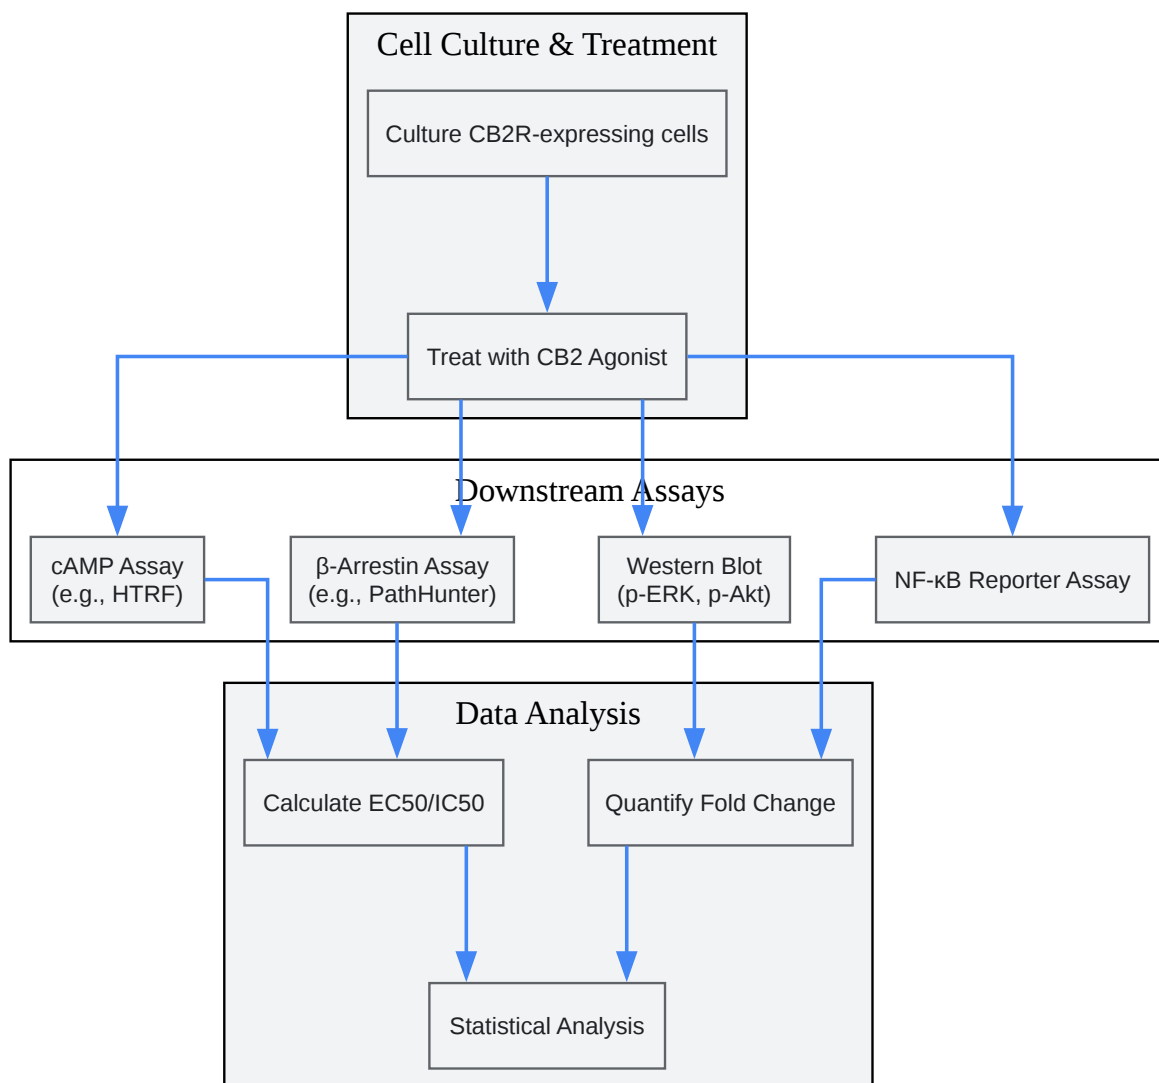 Cell Culture & Treatment
Culture CB2R-expressing cells
Treat with CB2 Agonist
Downstream Assays
cAMP Assay
(e.g., HTRF)
β-Arrestin Assay
(e.g., PathHunter)
Western Blot
(p-ERK, p-Akt)
NF-κB Reporter Assay
Data Analysis
Calculate EC50/IC50
Quantify Fold Change
Statistical Analysis